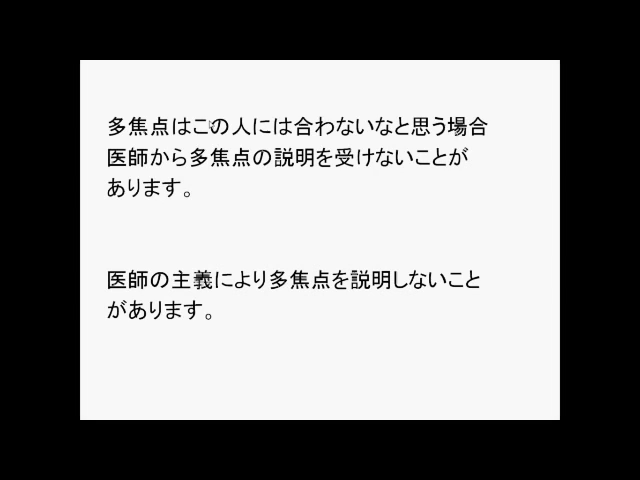 多焦点はこの人には合わないなと思う場合
医師から多焦点の説明を受けないことが
あります。
医師の主義により多焦点を説明しないこと
があります。